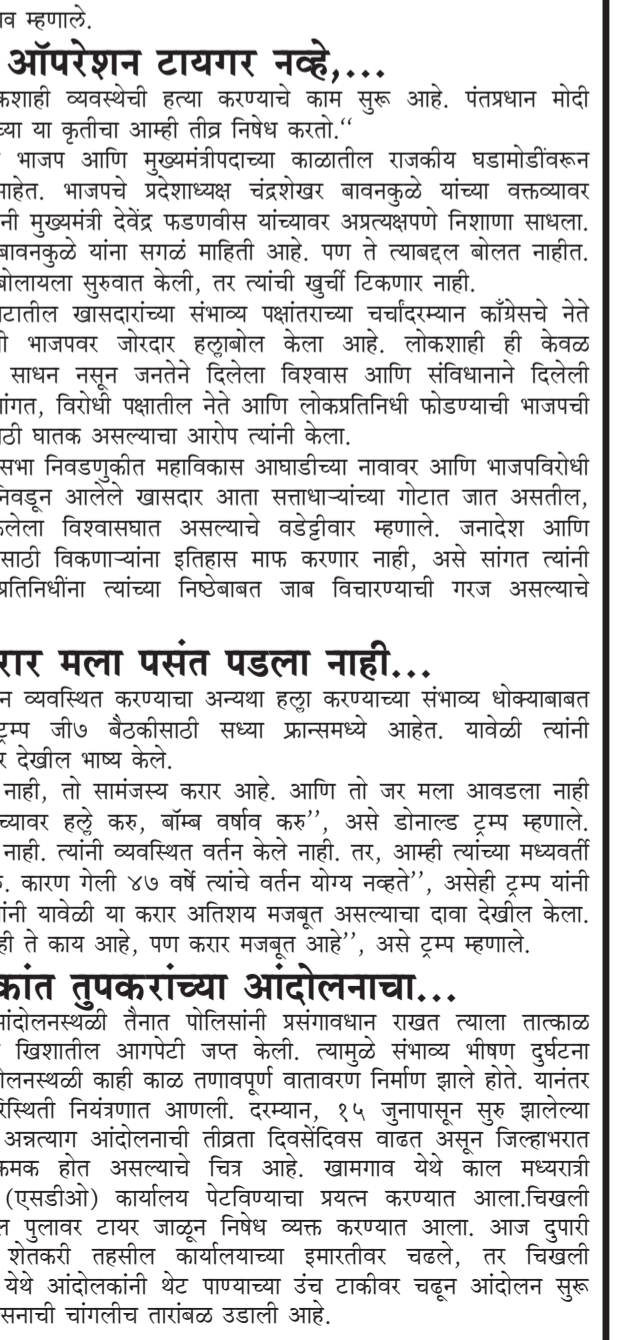 म्हणाले.
ऑपरेशन टायगर नव्हे,...
व्यवस्थेची हत्या करण्याचे काम सुरू आहे. पंतप्रधान मोदी
या कृतीचा आम्ही तीव्र निषेध करतो.‘‘
भाजप आणि मुख्यमंत्रीपदाच्या काळातील राजकीय घडामोडींवरून
आहेत. भाजपचे प्रदेशाध्यक्ष चंद्रशेखर बावनकुळे यांच्या वक्तव्यावर
नी मुख्यमंत्री देवेंद्र फडणवीस यांच्यावर अप्रत्यक्षपणे निशाणा साधला.
बावनकुळे यांना सगळं माहिती आहे. पण ते त्याबद्दल बोलत नाहीत.
बोलायला सुरुवात केली, तर त्यांची खुर्ची टिकणार नाही.
टातील खासदारांच्या संभाव्य पक्षांतराच्या चर्चांदरम्यान काँग्रेसचे नेते
भाजपवर जोरदार हल्लाबोल केला आहे. लोकशाही ही केवळ
साधन नसून जनतेने दिलेला विश्वास आणि संविधानाने दिलेली
ांगत, विरोधी पक्षातील नेते आणि लोकप्रतिनिधी फोडण्याची भाजपची
ठी घातक असल्याचा आरोप त्यांनी केला.
सभा निवडणुकीत महाविकास आघाडीच्या नावावर आणि भाजपविरोधी
निवडून आलेले खासदार आता सत्ताधाऱ्यांच्या गोटात जात असतील,
लेला विश्वासघात असल्याचे वडेट्टीवार म्हणाले. जनादेश आणि
साठी विकणाऱ्यांना इतिहास माफ करणार नाही, असे सांगत त्यांनी
प्रतिनिधींना त्यांच्या निष्ठेबाबत जाब विचारण्याची गरज असल्याचे
रार मला पसंत पडला नाही...
न व्यवस्थित करण्याचा अन्यथा हल्ला करण्याच्या संभाव्य धोक्याबाबत
ट्रम्प जी७ बैठकीसाठी सध्या फ्रान्समध्ये आहेत. यावेळी त्यांनी
र देखील भाष्य केले.
नाही, तो सामंजस्य करार आहे. आणि तो जर मला आवडला नाही
च्यावर हल्ले करु, बॉम्ब वर्षाव करु’’, असे डोनाल्ड ट्रम्प म्हणाले.
नाही. त्यांनी व्यवस्थित वर्तन केले नाही. तर, आम्ही त्यांच्या मध्यवर्ती
कारण गेली ४७ वर्षे त्यांचे वर्तन योग्य नव्हते’’, असेही ट्रम्प यांनी
ांनी यावेळी या करार अतिशय मजबूत असल्याचा दावा देखील केला.
ही ते काय आहे, पण करार मजबूत आहे’’, असे ट्रम्प म्हणाले.
कांत तुपकरांच्या आंदोलनाचा...
आंदोलनस्थळी तैनात पोलिसांनी प्रसंगावधान राखत त्याला तात्काळ
खिशातील आगपेटी जप्त केली. त्यामुळे संभाव्य भीषण दुर्घटना
ोलनस्थळी काही काळ तणावपूर्ण वातावरण निर्माण झाले होते. यानंतर
रिस्थिती नियंत्रणात आणली. दरम्यान, १५ जुनापासून सुरु झालेल्या
अन्नत्याग आंदोलनाची तीव्रता दिवसेंदिवस वाढत असून जिल्हाभरात
क्रमक होत असल्याचे चित्र आहे. खामगाव येथे काल मध्यरात्री
(एसडीओ) कार्यालय पेटविण्याचा प्रयत्न करण्यात आला.चिखली
ल पुलावर टायर जाळून निषेध व्यक्त करण्यात आला. आज दुपारी
शेतकरी तहसील कार्यालयाच्या इमारतीवर चढले, तर चिखली
येथे आंदोलकांनी थेट पाण्याच्या उंच टाकीवर चढून आंदोलन सुरू
सनाची चांगलीच तारांबळ उडाली आहे.